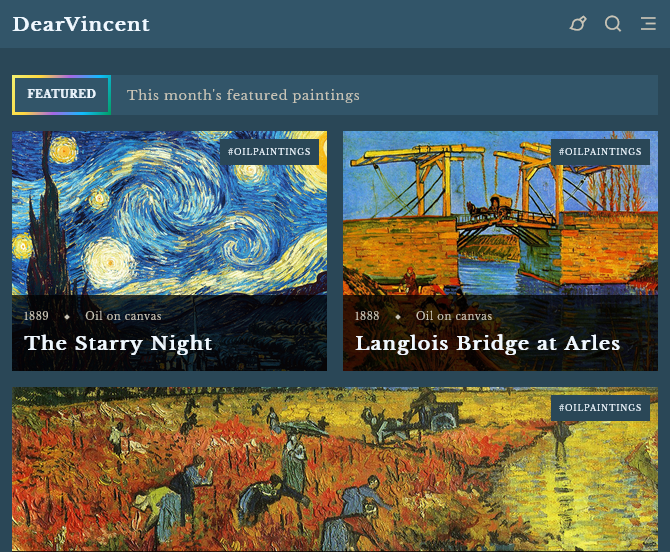 DearVincent
FEATURED
This month's featured paintings
#OILPAINTINGS
1889 ◆ Oil on canvas
The Starry Night
#OILPAINTINGS
1888 ◆ Oil on canvas
Langlois Bridge at Arles
#OILPAINTINGS